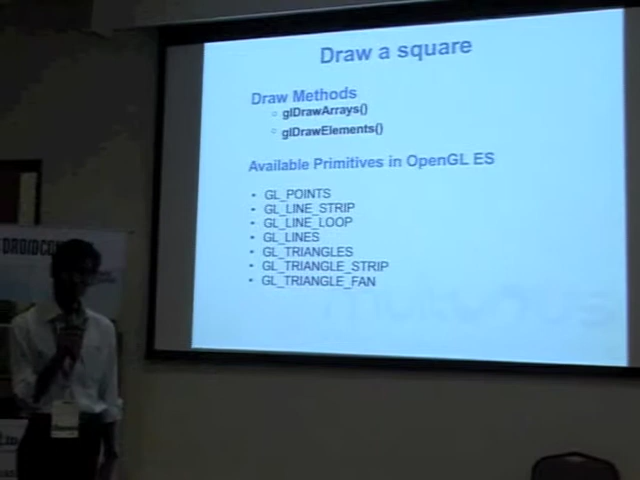 Draw a square
Draw Methods
glDrawArrays()
glDrawElements()
Available Primitives in OpenGL ES
GL_POINTS
GL_LINE_STRIP
GL_LINE_LOOP
GL_LINES
GL_TRIANGLES
GL_TRIANGLE_STRIP
GL_TRIANGLE_FAN
DROIDCON